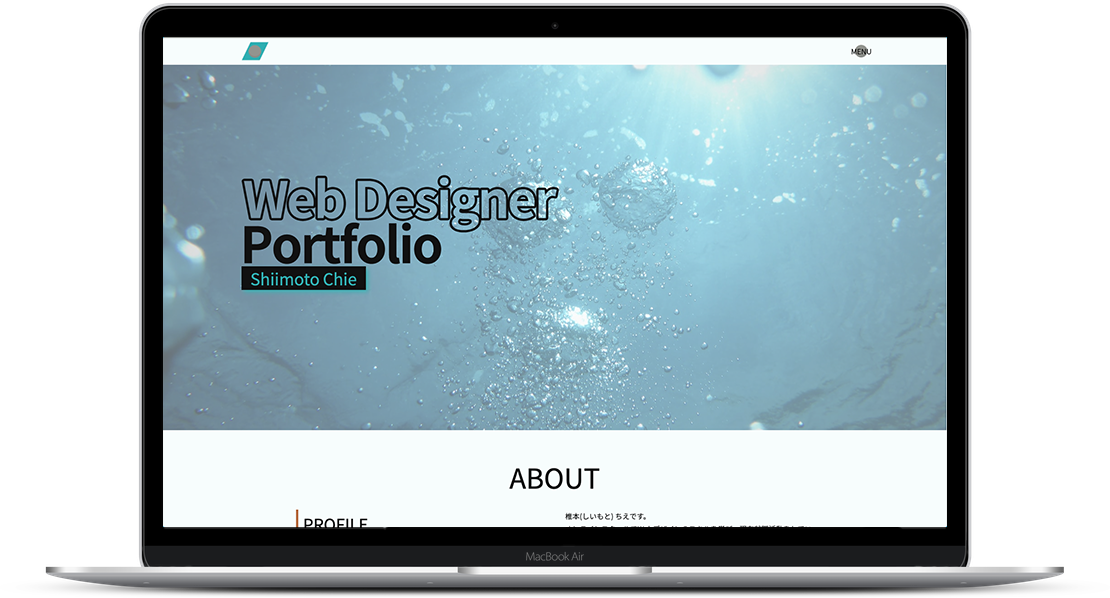 MENU
Web Designer
Portfolio
Shiimoto Chie
ABOUT
PROFILE
椎本(しいもと) ちえです。
MacBook Air